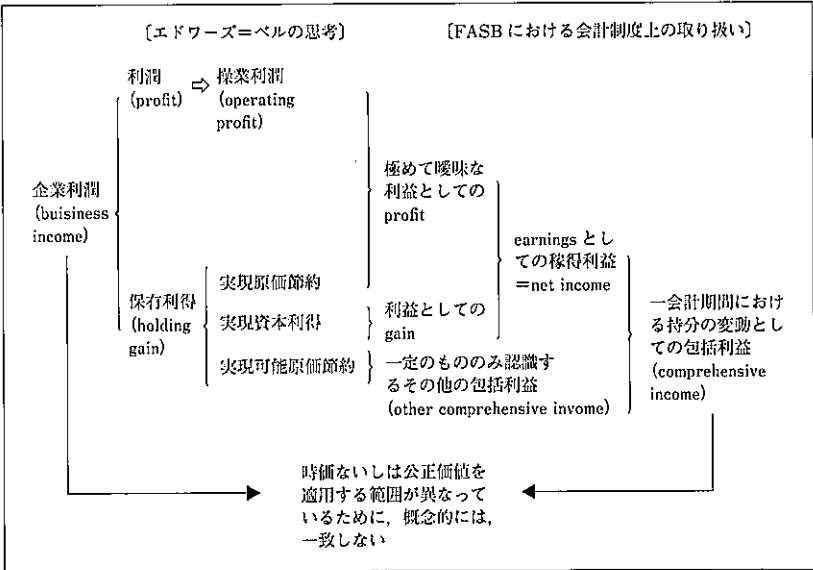 〔エドワーズ=ベルの思考〕
〔FASBにおける会計制度上の取り扱い〕
利潤 ⇨ 操業利潤
(profit) (operating
profit)
企業利潤
(buisiness
income)
保有利得
(holding
gain)
実現原価節約
実現資本利得
実現可能原価節約
極めて曖昧な
利益としての
profit
利益としての
gain
一定のもののみ認識す
るその他の包括利益
(other comprehensive invome)
earningsとし
ての稼得利益
=net income
一会計期間におけ
る持分の変動とし
ての包括利益
(comprehensive
income)
時価ないしは公正価値を
適用する範囲が異なって
いるために，概念的には，
一致しない